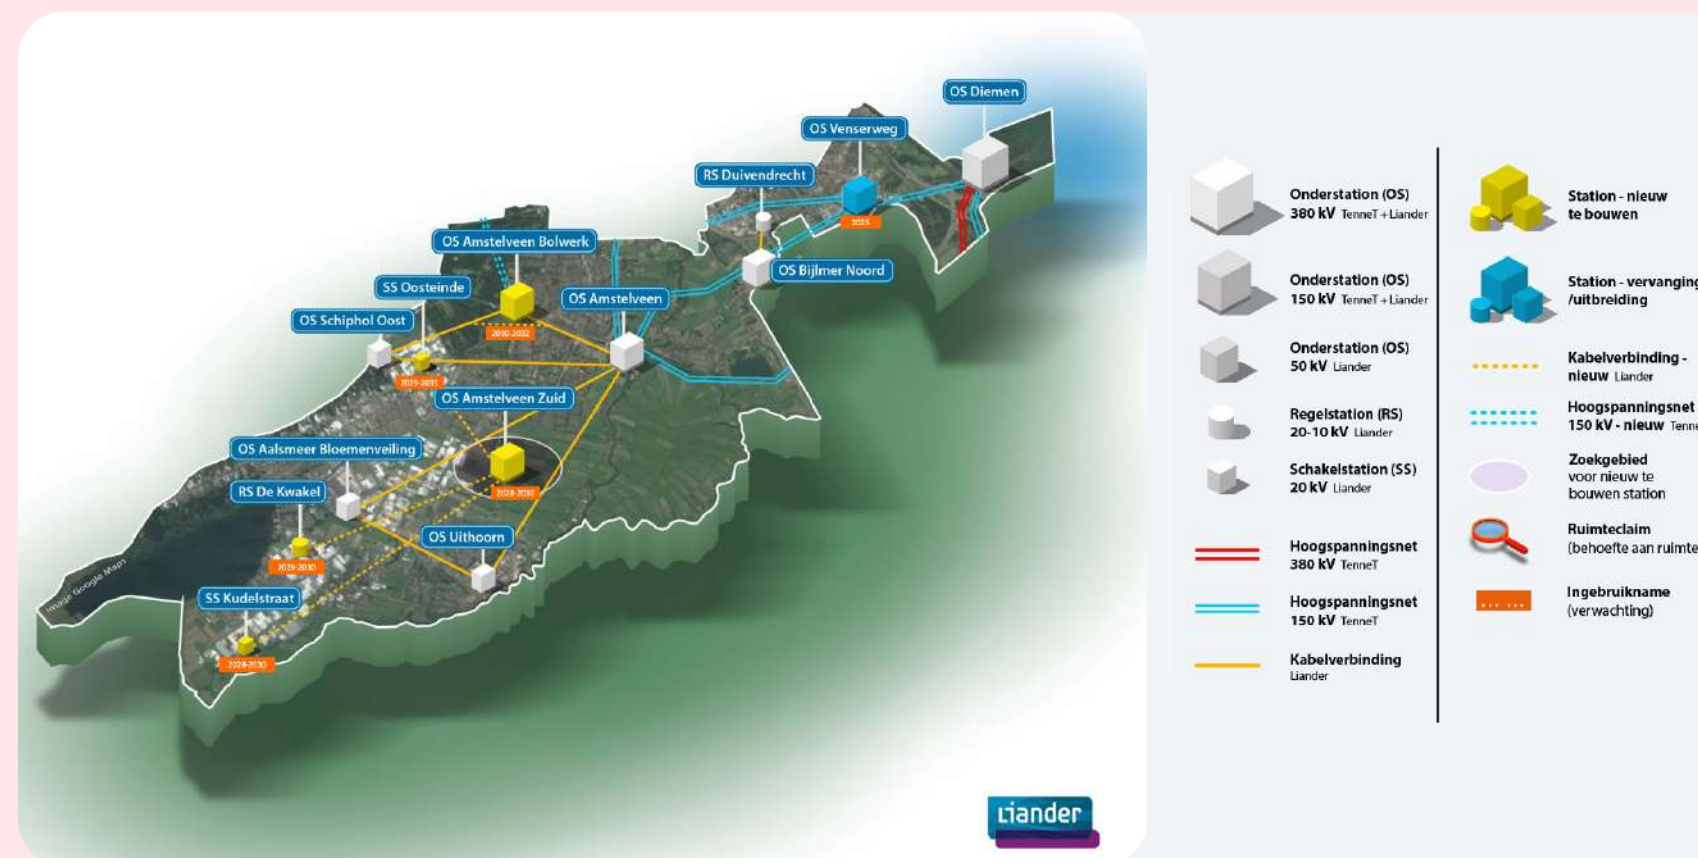 OS Diemen
OS Venserweg
RS Duivendrecht
2025
OS Amstelveen Bolwerk
OS Bijlmer Noord
SS Oosteinde
OS Amstelveen
OS Schiphol Oost
2030-2032
OS Amstelveen Zuid
OS Aalsmeer Bloemenveiling
RS De Kwakel
2028-2030
OS Uithoorn
2029-2030
Image Google Maps
SS Kudelstraat
2028-2030
Liander
Onderstation (OS)
380 kV TenneT+Liander
Onderstation (OS)
150 kV TenneT+Liander
Onderstation (OS)
50 kV Liander
Regelstation (RS)
20-10 kV Liander
Schakelstation (SS)
20 kV Liander
Hoogspanningsnet
380 kV TenneT
Hoogspanningsnet
150 kV TenneT
Kabelverbinding
Liander
Station - nieuw
te bouwen
Station - vervanging
/uitbreiding
Kabelverbinding -
nieuw Liander
Hoogspanningsnet
150 kV - nieuw Tenne
Zoekgebied
voor nieuw te
bouwen station
Ruimteclaim
(behoefte aan ruimte
Ingebruikname
(verwachting)